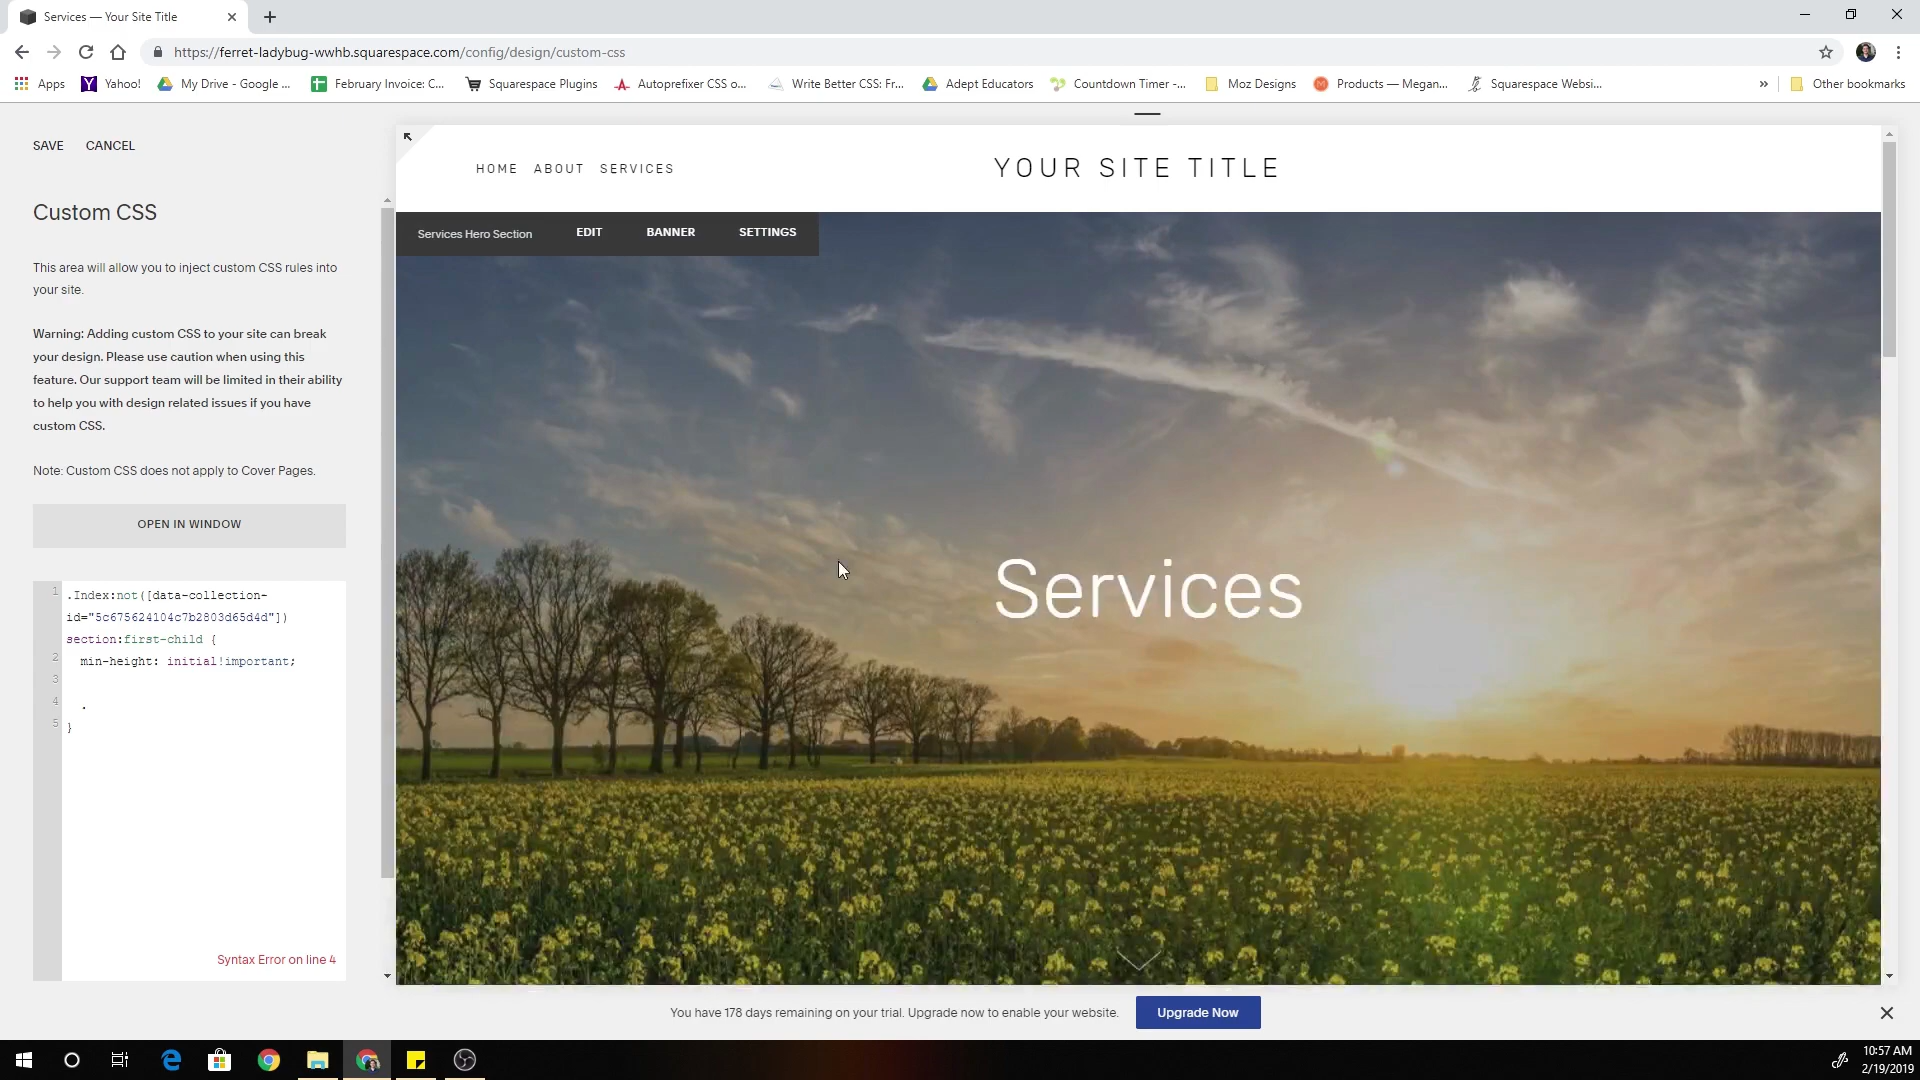 Services — Your Site Title
https://ferret-ladybug-wwhb.squarespace.com/config/design/custom-css
Apps Yahoo! My Drive - Google ... February Invoice: C... Squarespace Plugins Autoprefixer CSS o... Write Better CSS: Fr... Adept Educators Countdown Timer -... Moz Designs Products — Megan... Squarespace Websi... » Other bookmarks
SAVE CANCEL
HOME ABOUT SERVICES
YOUR SITE TITLE
Custom CSS
Services Hero Section EDIT BANNER SETTINGS
This area will allow you to inject custom CSS rules into
your site.
Warning: Adding custom CSS to your site can break
your design. Please use caution when using this
feature. Our support team will be limited in their ability
to help you with design related issues if you have
custom CSS.
Note: Custom CSS does not apply to Cover Pages.
OPEN IN WINDOW
Services
1 .Index:not([data-collection-
id="5c675624104c7b2803d65d4d"])
section:first-child {
2 min-height: initial!important;
3
4 .
5 }
Syntax Error on line 4
You have 178 days remaining on your trial. Upgrade now to enable your website. Upgrade Now
10:57 AM
2/19/2019